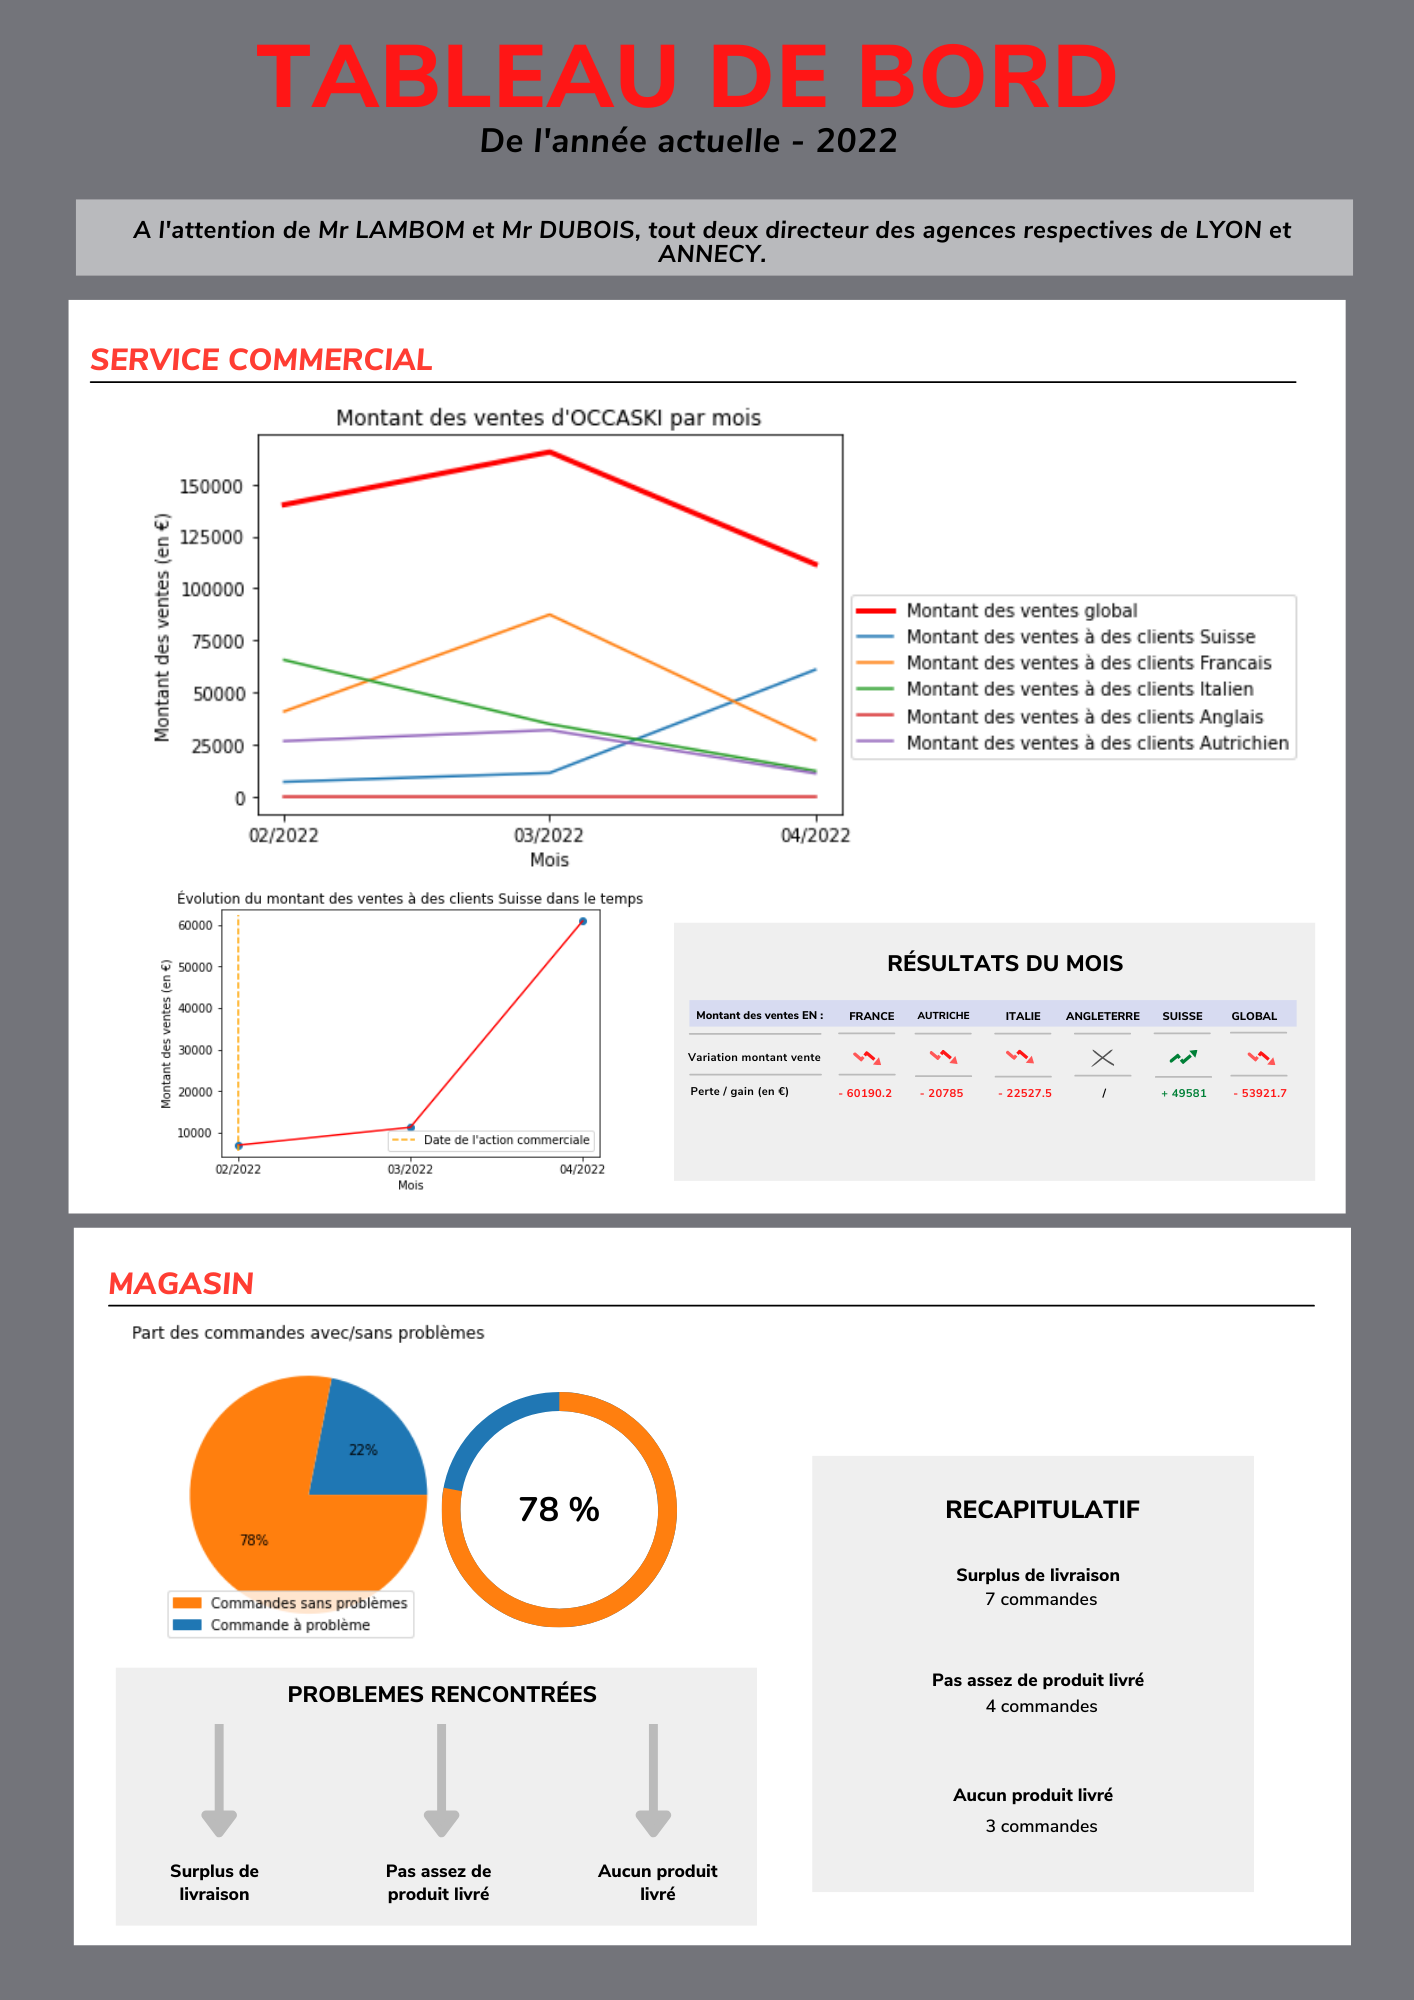 TABLEAU DE BORD
De l'année actuelle - 2022
A l'attention de Mr LAMBOM et Mr DUBOIS, tout deux directeur des agences respectives de LYON et
ANNECY.
SERVICE COMMERCIAL
Montant des ventes d'OCCASKI par mois
Montant des ventes (en €)
150000
125000
100000
75000
50000
25000
0
02/2022 03/2022 04/2022
Mois
Montant des ventes global
Montant des ventes à des clients Suisse
Montant des ventes à des clients Francais
Montant des ventes à des clients Italien
Montant des ventes à des clients Anglais
Montant des ventes à des clients Autrichien
Évolution du montant des ventes à des clients Suisse dans le temps
Montant des ventes (en €)
60000
50000
40000
30000
20000
10000
Date de l'action commerciale
02/2022 03/2022 04/2022
Mois
RÉSULTATS DU MOIS
Montant des ventes EN : FRANCE AUTRICHE ITALIE ANGLETERRE SUISSE GLOBAL
Variation montant vente
Perte / gain (en €) - 60190.2 - 20785 - 22527.5 / + 49581 - 53921.7
MAGASIN
Part des commandes avec/sans problèmes
22%
78%
Commandes sans problèmes
Commande à problème
78 %
PROBLEMES RENCONTRÉES
Surplus de
livraison
Pas assez de
produit livré
Aucun produit
livré
RECAPITULATIF
Surplus de livraison
7 commandes
Pas assez de produit livré
4 commandes
Aucun produit livré
3 commandes